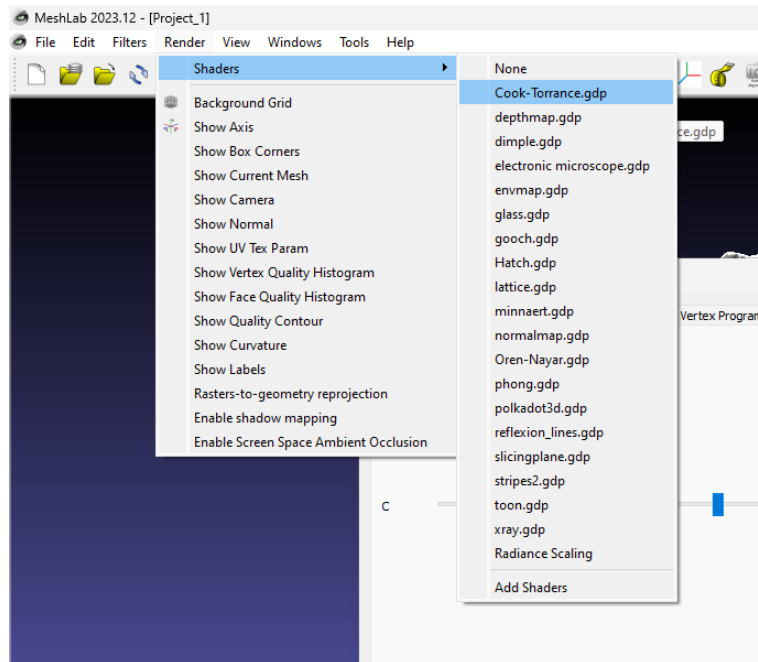 MeshLab 2023.12 - [Project_1]
File Edit Filters Render View Windows Tools Help
Shaders
Background Grid
Show Axis
Show Box Corners
Show Current Mesh
Show Camera
Show Normal
Show UV Tex Param
Show Vertex Quality Histogram
Show Face Quality Histogram
Show Quality Contour
Show Curvature
Show Labels
Rasters-to-geometry reprojection
Enable shadow mapping
Enable Screen Space Ambient Occlusion
None
Cook-Torrance.gdp
depthmap.gdp
dimple.gdp
electronic microscope.gdp
envmap.gdp
glass.gdp
gooch.gdp
Hatch.gdp
lattice.gdp
minnaert.gdp
normalmap.gdp
Oren-Nayar.gdp
phong.gdp
polkadot3d.gdp
reflexion_lines.gdp
slicingplane.gdp
stripes2.gdp
toon.gdp
xray.gdp
Radiance Scaling
Add Shaders
ce.gdp
Vertex Program
C